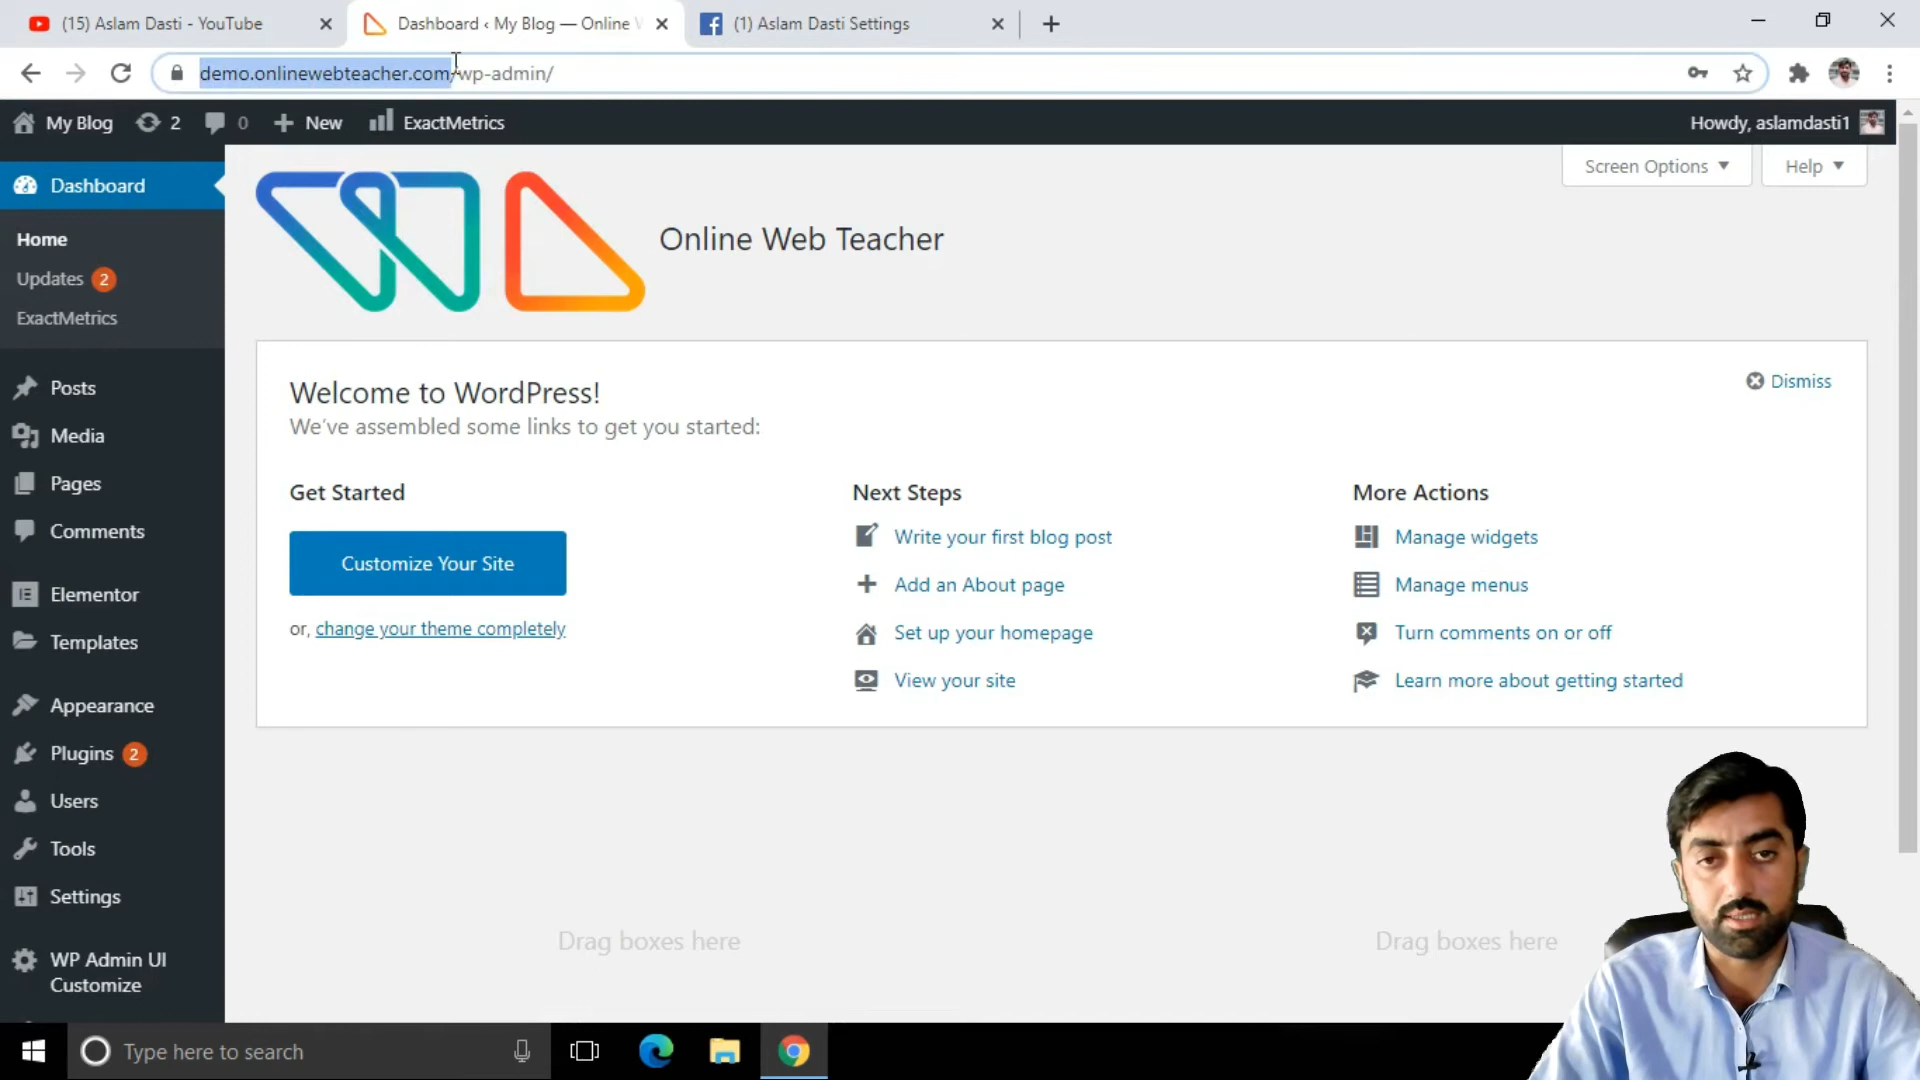 (15) Aslam Dasti - YouTube
Dashboard ‹ My Blog — Online
(1) Aslam Dasti Settings
demo.onlinewebteacher.com/wp-admin/
My Blog
2
0
New
ExactMetrics
Howdy, aslamdasti1
Screen Options
Help
Dashboard
Home
Updates 2
ExactMetrics
Posts
Media
Pages
Comments
Elementor
Templates
Appearance
Plugins 2
Users
Tools
Settings
WP Admin UI
Customize
Online Web Teacher
Welcome to WordPress!
We've assembled some links to get you started:
Dismiss
Get Started
Customize Your Site
or, change your theme completely
Next Steps
Write your first blog post
Add an About page
Set up your homepage
View your site
More Actions
Manage widgets
Manage menus
Turn comments on or off
Learn more about getting started
Drag boxes here
Drag boxes here
Type here to search